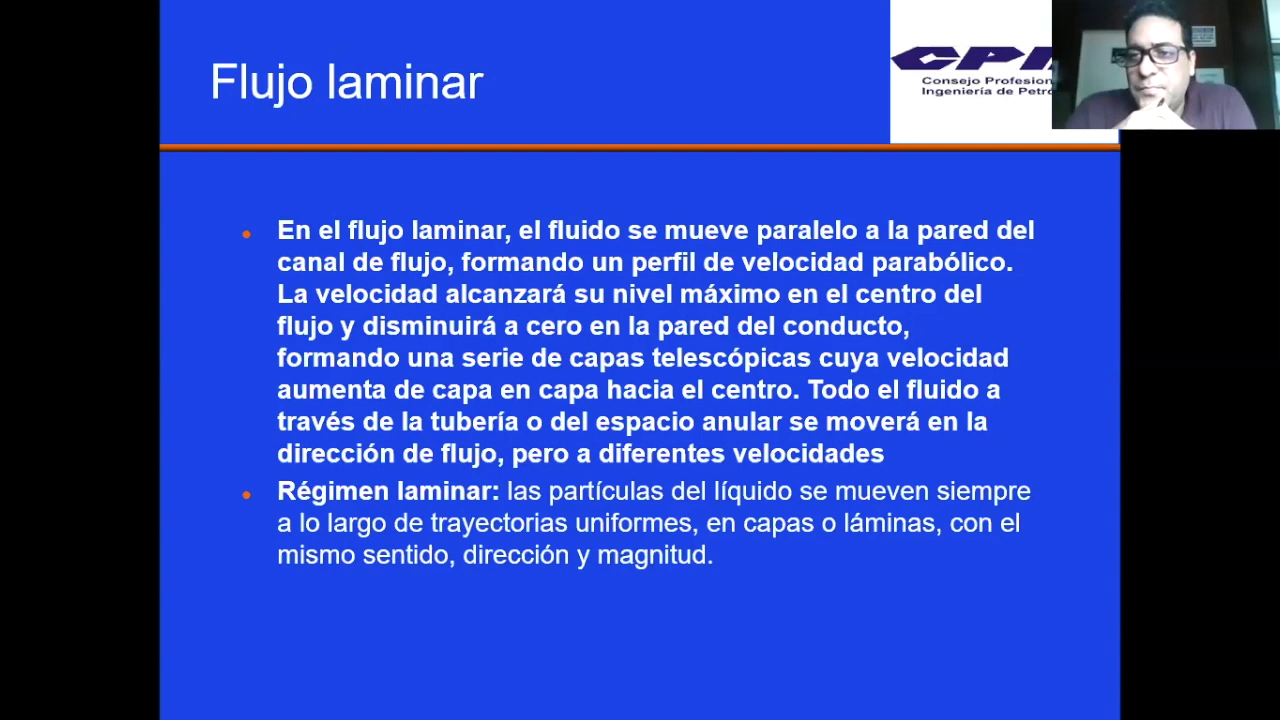 Flujo laminar
Consejo
Ingeniería de
En el flujo laminar, el fluido se mueve paralelo a la pared del
canal de flujo, formando un perfil de velocidad parabólico.
La velocidad alcanzará su nivel máximo en el centro del
flujo y disminuirá a cero en la pared del conducto,
formando una serie de capas telescópicas cuya velocidad
aumenta de capa en capa hacia el centro. Todo el fluido a
través de la tubería o del espacio anular se moverá en la
dirección de flujo, pero a diferentes velocidades
Régimen laminar: las partículas del líquido se mueven siempre
a lo largo de trayectorias uniformes, en capas o láminas, con el
mismo sentido, dirección y magnitud.